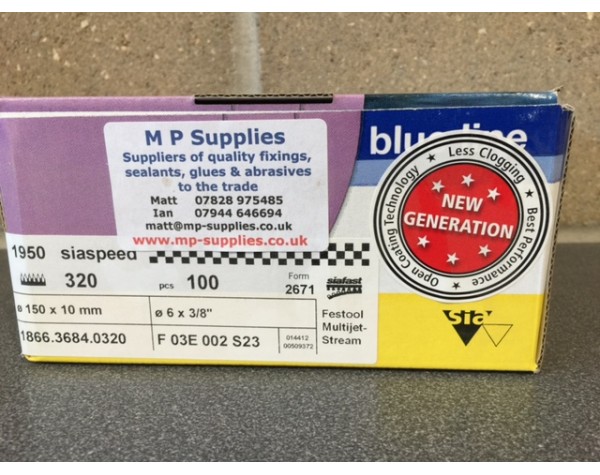 M P Supplies
Suppliers of quality fixings,
sealants, glues & abrasives
to the trade
Matt 07828 975485
Ian 07944 646694
matt@mp-supplies.co.uk
www.mp-supplies.co.uk
Less Clogging
Best Performance
Open Coating Technology
NEW
GENERATION
1950 siaspeed
320 pcs 100 Form
2671
siafast
ø 150 x 10 mm
ø 6 x 3/8"
Festool
Multijet-
Stream
1866.3684.0320
F 03E 002 S23
014412
00509372
sia